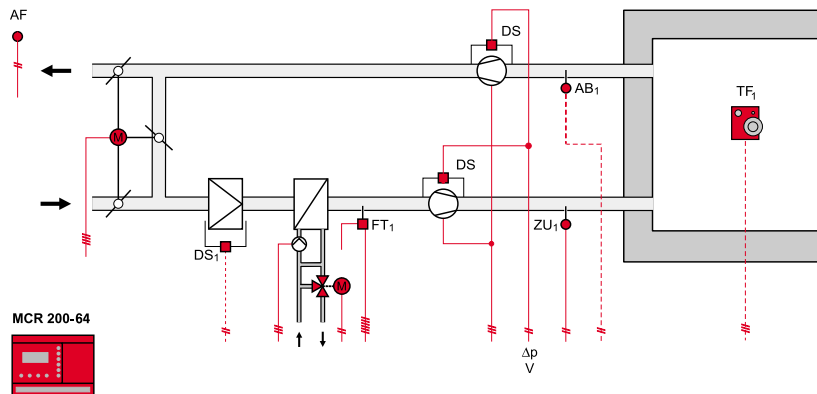 AF
DS
AB1
TF1
M
DS
FT1
ZU1
DS1
M
MCR 200-64
Δp
V